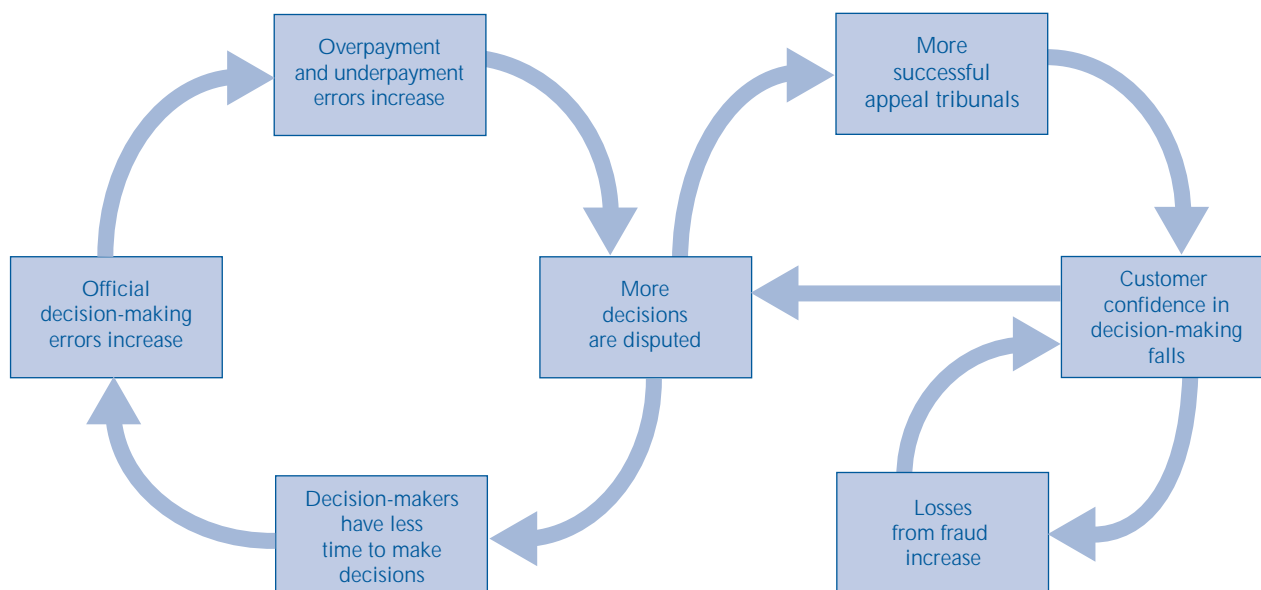 Overpayment
and underpayment
errors increase
More
successful
appeal tribunals
Official
decision-making
errors increase
More
decisions
are disputed
Customer
confidence in
decision-making
falls
Decision-makers
have less
time to make
decisions
Losses
from fraud
increase